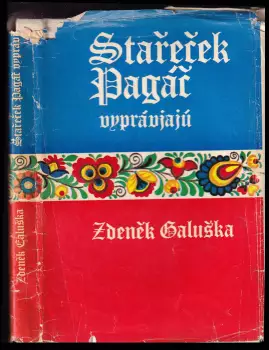 Stařeček Pagáč vyprávjajú
Zdeněk Galuška
Stařeček
Pagáč
vyprávjajú
Zdeněk Galuška